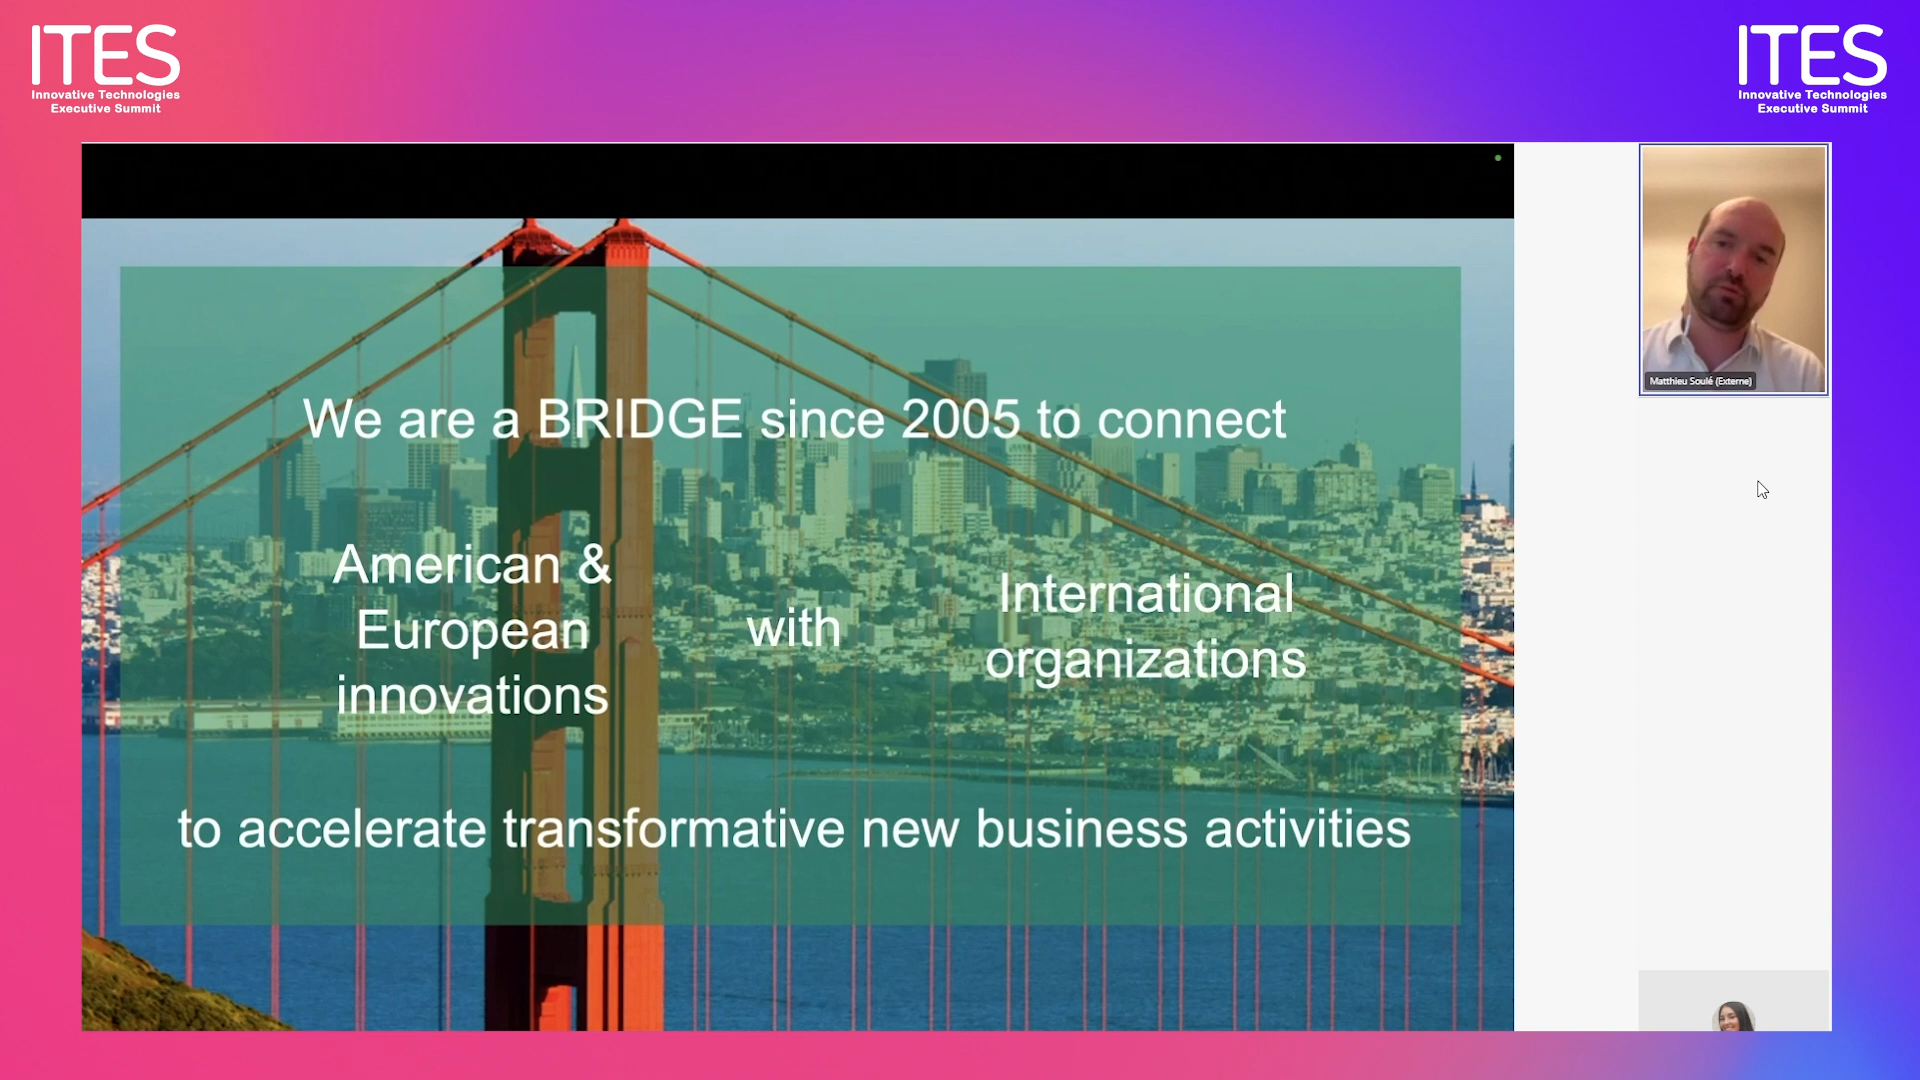 ITES
Innovative Technologies
Executive Summit
ITES
Innovative Technologies
Executive Summit
We are a BRIDGE since 2005 to connect
American &
European
innovations
with
International
organizations
to accelerate transformative new business activities
Matthieu Soulé (Externe)